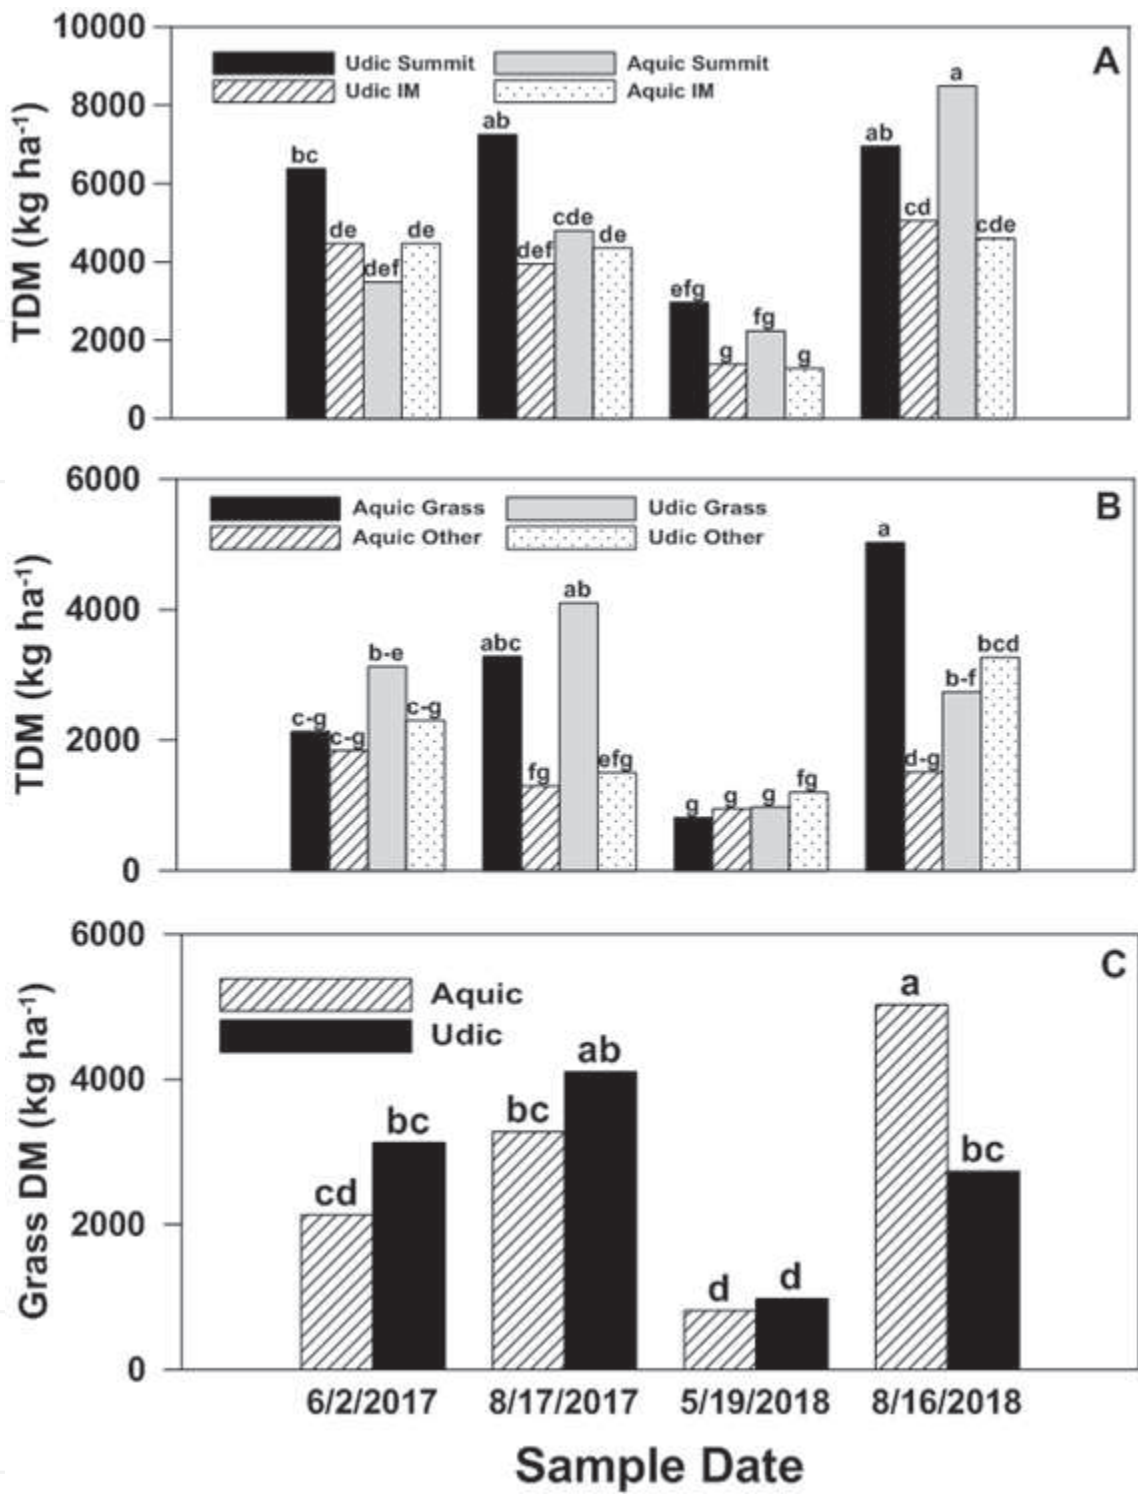 10000
8000
6000
4000
2000
0
TDM (kg ha-1)
Udic Summit Aquic Summit
Udic IM Aquic IM
A
bc de def de
ab def cde de
efg g fg g
ab cd a cde
6000
4000
2000
0
TDM (kg ha-1)
Aquic Grass Udic Grass
Aquic Other Udic Other
B
c-g c-g b-e c-g
abc fg ab efg
g g g fg
a d-g b-f bcd
6000
4000
2000
0
Grass DM (kg ha-1)
Aquic
Udic
C
cd bc
bc ab
d d
a bc
6/2/2017 8/17/2017 5/19/2018 8/16/2018
Sample Date